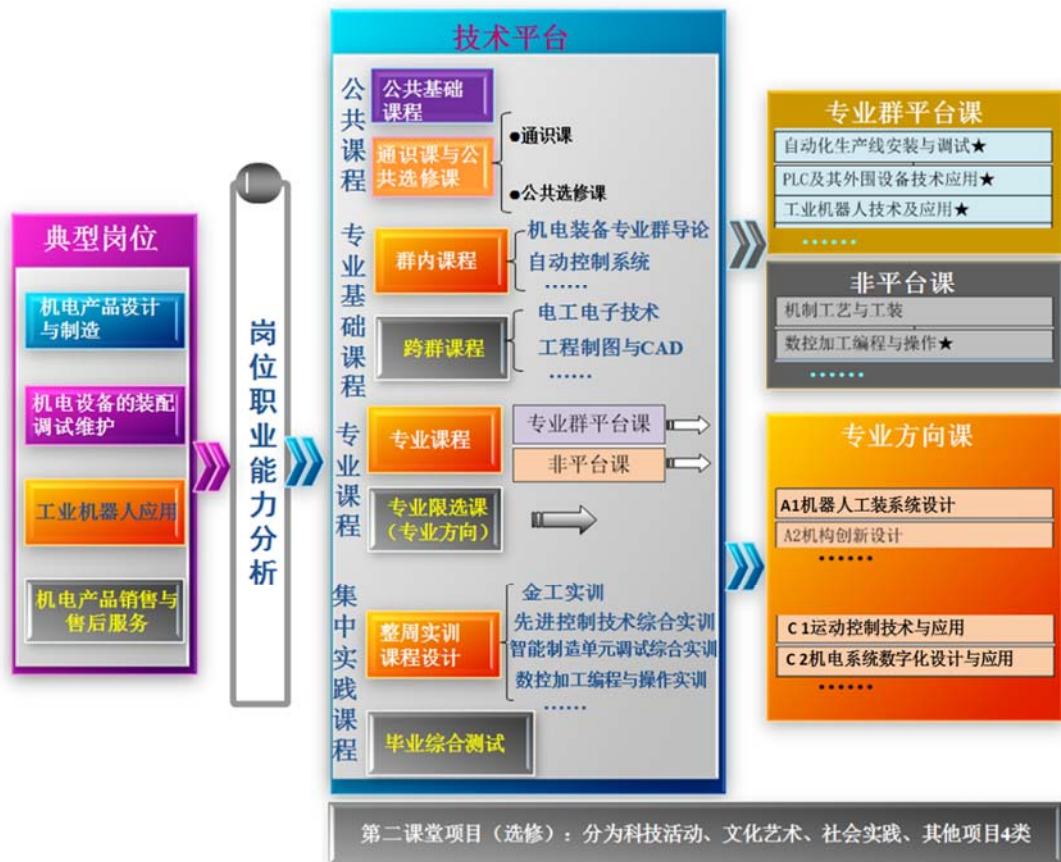 典型岗位
机电产品设计
与制造
机电设备的装配
调试维护
工业机器人应用
机电产品销售与
售后服务
岗位职业能力分析
技术平台
公共课程
公共基础
课程
通识课与公
共选修课
●通识课
●公共选修课
专业基础课程
群内课程
机电装备专业群导论
自动控制系统
......
跨群课程
电工电子技术
工程制图与CAD
......
专业课程
专业课程
专业群平台课
非平台课
专业限选课
(专业方向)
集中实践课程
整周实训
课程设计
金工实训
先进控制技术综合实训
智能制造单元调试综合实训
数控加工编程与操作实训
......
毕业综合测试
专业群平台课
自动化生产线安装与调试★
PLC及其外围设备技术应用★
工业机器人技术及应用★
......
非平台课
机制工艺与工装
数控加工编程与操作★
......
专业方向课
A1机器人工装系统设计
A2机构创新设计
......
C 1运动控制技术与应用
C 2机电系统数字化设计与应用
......
第二课堂项目(选修):分为科技活动、文化艺术、社会实践、其他项目4类